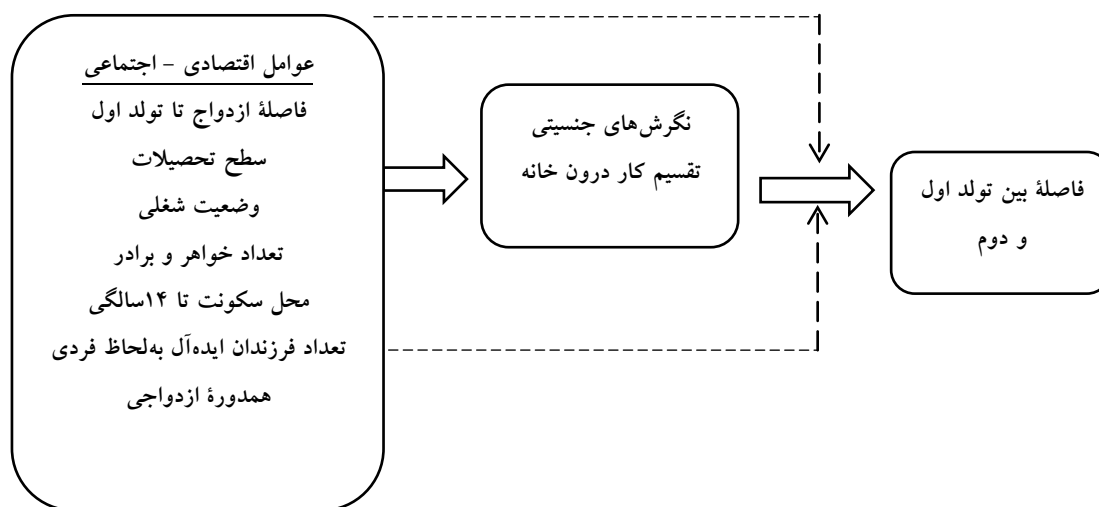 عوامل اقتصادی – اجتماعی
فاصلهٔ ازدواج تا تولد اول
سطح تحصیلات
وضعیت شغلی
تعداد خواهر و برادر
محل سکونت تا ۱۴سالگی
تعداد فرزندان ایده‌آل به‌لحاظ فردی
همدورهٔ ازدواجی
نگرش‌های جنسیتی
تقسیم کار درون خانه
فاصلهٔ بین تولد اول
و دوم